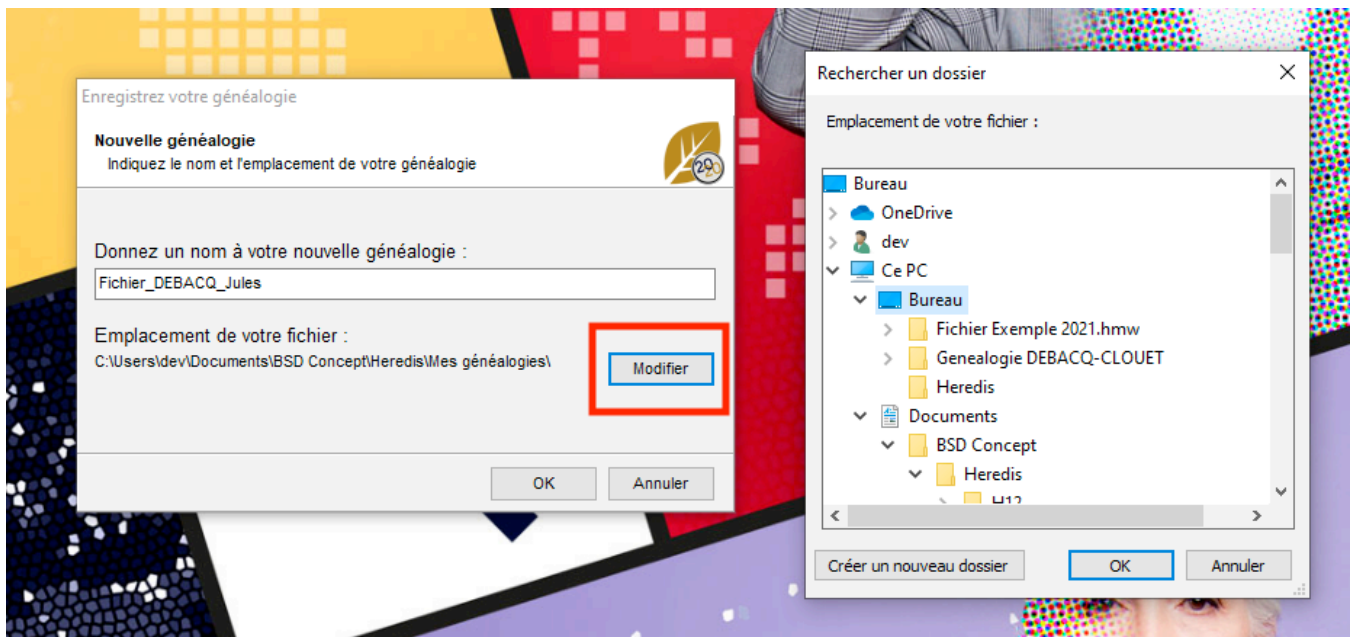 Enregistrez votre généalogie
Nouvelle généalogie
Indiquez le nom et l'emplacement de votre généalogie
2020
Donnez un nom à votre nouvelle généalogie :
Fichier_DEBACQ_Jules
Emplacement de votre fichier :
C:\Users\dev\Documents\BSD Concept\Heredis\Mes généalogies\
Modifier
OK
Annuler
Rechercher un dossier
Emplacement de votre fichier :
Bureau
OneDrive
dev
Ce PC
Bureau
Fichier Exemple 2021.hmw
Genealogie DEBACQ-CLOUET
Heredis
Documents
BSD Concept
Heredis
H12
Créer un nouveau dossier
OK
Annuler